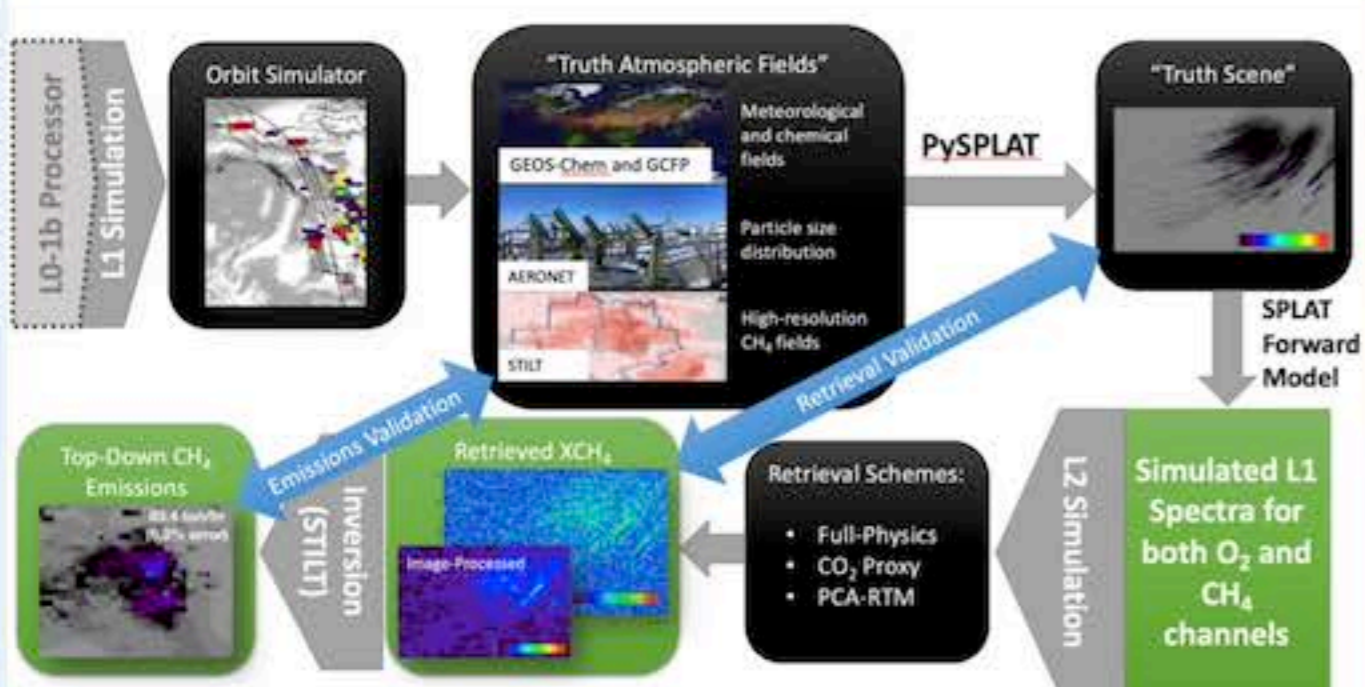 L0-1b Processor
L1 Simulation
Orbit Simulator
"Truth Atmospheric Fields"
Meteorological
and chemical
fields
GEOS-Chem and GCFP
Particle size
distribution
AERONET
High-resolution
CH₄ fields
STILT
PySPLAT
"Truth Scene"
SPLAT
Forward
Model
Retrieval Validation
Emissions Validation
Top-Down CH₄
Emissions
Inversion
(STILT)
Retrieved XCH₄
Image-Processed
Retrieval Schemes:
• Full-Physics
• CO₂ Proxy
• PCA-RTM
L2 Simulation
Simulated L1
Spectra for
both O₂ and
CH₄
channels